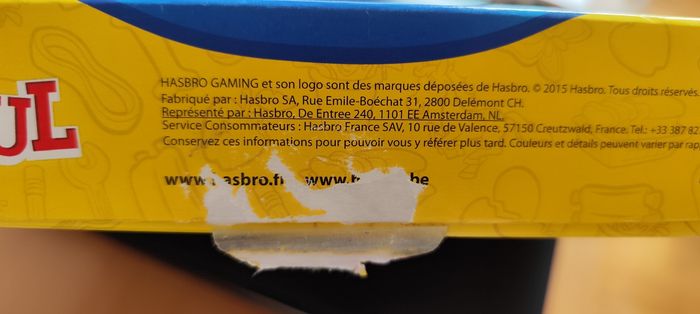 UL
HASBRO GAMING et son logo sont des marques déposées de Hasbro. © 2015 Hasbro. Tous droits réservés.
Fabriqué par : Hasbro SA, Rue Emile-Boéchat 31, 2800 Delémont CH.
Représenté par : Hasbro, De Entree 240, 1101 EE Amsterdam, NL.
Service Consommateurs : Hasbro France SAV, 10 rue de Valence, 57150 Creutzwald, France. Tel.: +33 387 82
Conservez ces informations pour pouvoir vous y référer plus tard. Couleurs et détails peuvent varier par rap
www. asbro.fr www.h be